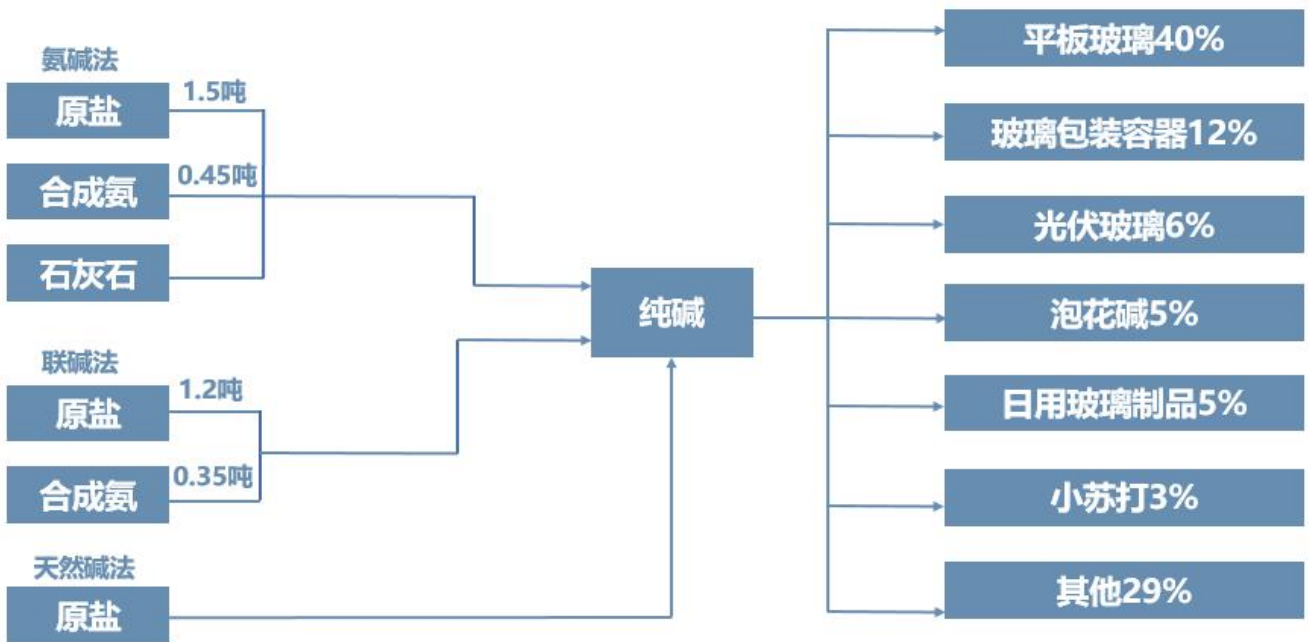 氨碱法
原盐
1.5吨
合成氨
0.45吨
石灰石
联碱法
原盐
1.2吨
合成氨
0.35吨
天然碱法
原盐
纯碱
平板玻璃40%
玻璃包装容器12%
光伏玻璃6%
泡花碱5%
日用玻璃制品5%
小苏打3%
其他29%